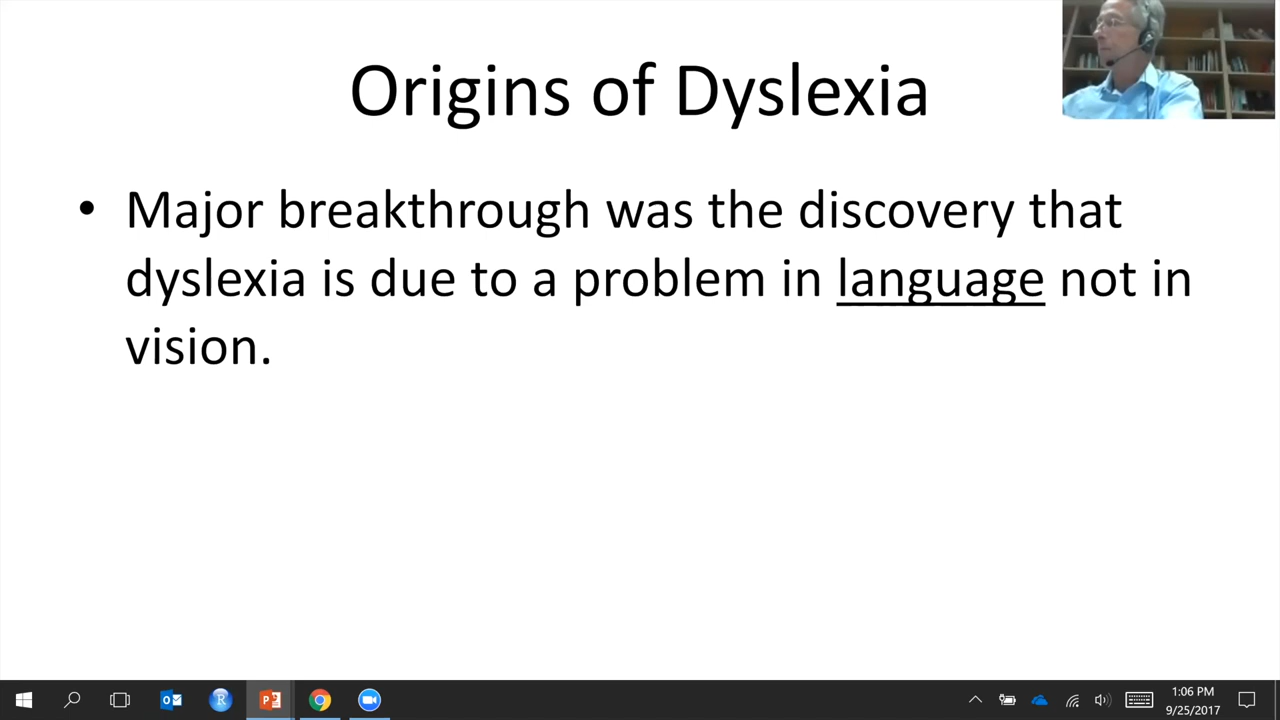 Origins of Dyslexia
• Major breakthrough was the discovery that
dyslexia is due to a problem in language not in
vision.
1:06 PM
9/25/2017